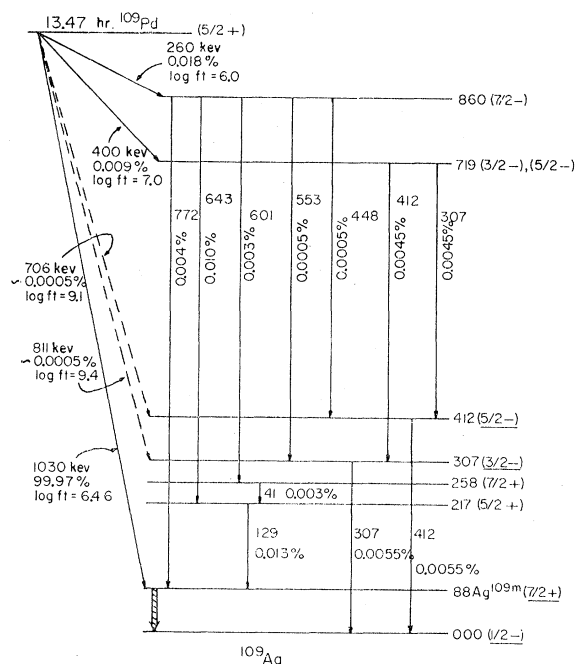 13.47 hr. 109Pd
(5/2+)
260 kev
0.018%
log ft=6.0
860 (7/2−)
400 kev
0.009%
log ft=7.0
719 (3/2−),(5/2−)
772
0.004%
643
0.010%
601
0.003%
553
0.0005%
448
0.0005%
412
0.0045%
307
0.0045%
706 kev
~0.0005%
log ft=9.1
811 kev
~0.0005%
log ft=9.4
412 (5/2−)
1030 kev
99.97%
log ft=6.46
307 (3/2−)
258 (7/2+)
41 0.003%
217 (5/2+)
129
0.013%
307
0.0055%
412
0.0055%
88Ag109m (7/2+)
000 (1/2−)
109Ag